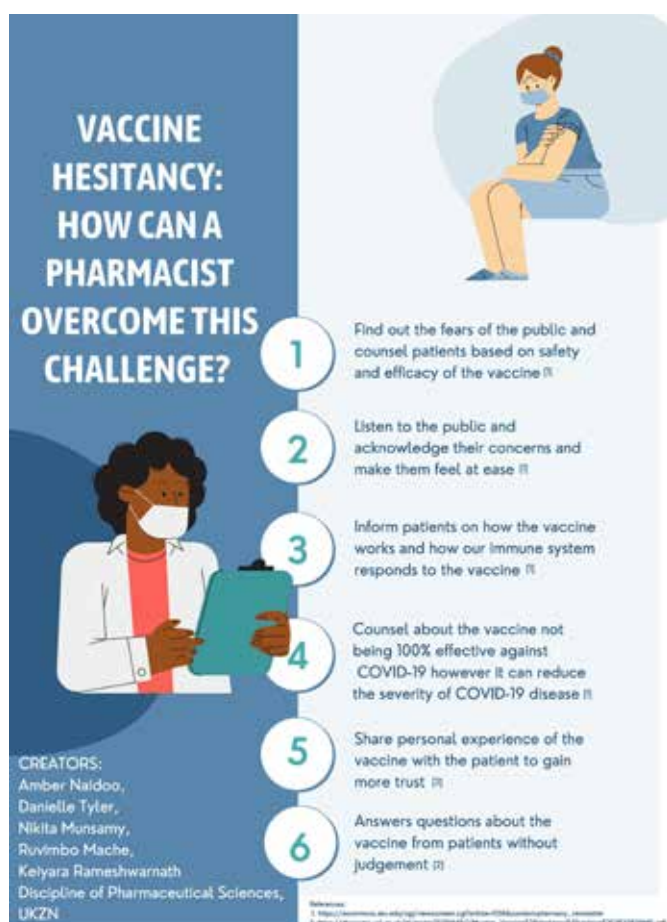 VACCINE
HESITANCY:
HOW CAN A
PHARMACIST
OVERCOME THIS
CHALLENGE?
1
Find out the fears of the public and
counsel patients based on safety
and efficacy of the vaccine [1]
2
Listen to the public and
acknowledge their concerns and
make them feel at ease
3
Inform patients on how the vaccine
works and how our immune system
responds to the vaccine
4
Counsel about the vaccine not
being 100% effective against
COVID-19 however it can reduce
the severity of COVID-19 disease
5
Share personal experience of the
vaccine with the patient to gain
more trust [2]
6
Answers questions about the
vaccine from patients without
judgement [2]
CREATORS:
Amber Naidoo,
Danielle Tyler,
Nikita Munsamy,
Ruvimbo Mache,
Keiyara Rameshwarnath
Discipline of Pharmaceutical Sciences,
UKZN
References: